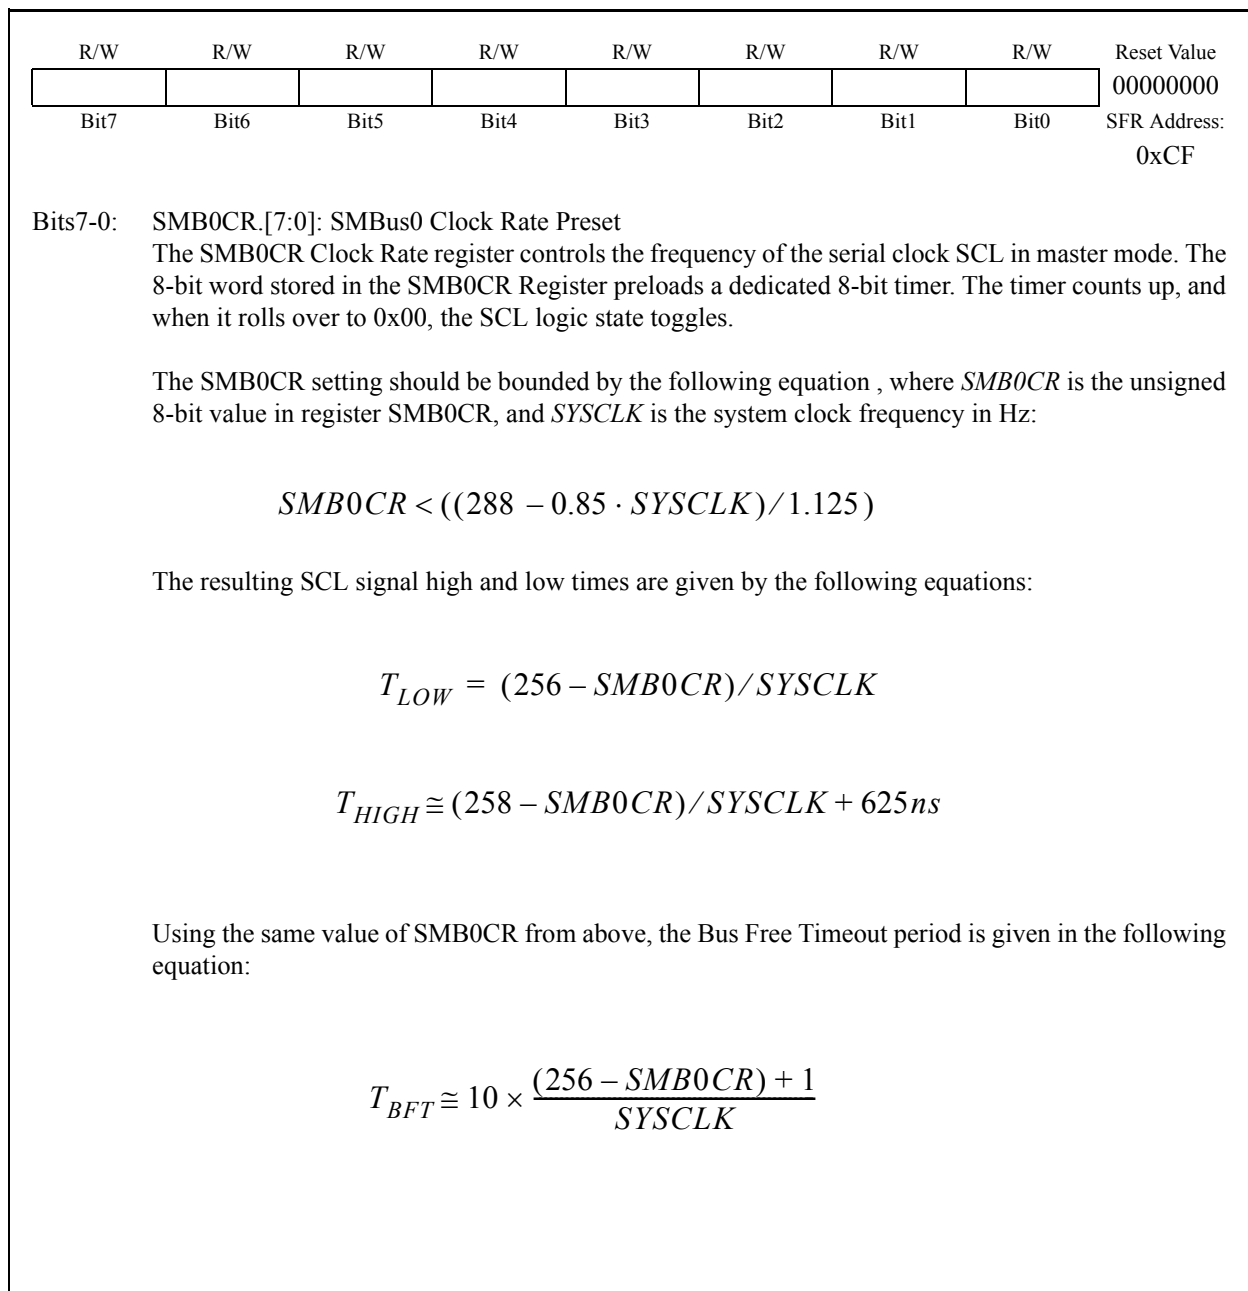 R/W R/W R/W R/W R/W R/W R/W R/W Reset Value
00000000
Bit7 Bit6 Bit5 Bit4 Bit3 Bit2 Bit1 Bit0 SFR Address:
0xCF
Bits7-0: SMB0CR.[7:0]: SMBus0 Clock Rate Preset
The SMB0CR Clock Rate register controls the frequency of the serial clock SCL in master mode. The
8-bit word stored in the SMB0CR Register preloads a dedicated 8-bit timer. The timer counts up, and
when it rolls over to 0x00, the SCL logic state toggles.
The SMB0CR setting should be bounded by the following equation , where SMB0CR is the unsigned
8-bit value in register SMB0CR, and SYSCLK is the system clock frequency in Hz:
SMB0CR < ((288 – 0.85 · SYSCLK) / 1.125)
The resulting SCL signal high and low times are given by the following equations:
T_LOW = (256 – SMB0CR) / SYSCLK
T_HIGH ≅ (258 – SMB0CR) / SYSCLK + 625ns
Using the same value of SMB0CR from above, the Bus Free Timeout period is given in the following
equation:
T_BFT ≅ 10 × (256 – SMB0CR) + 1
SYSCLK